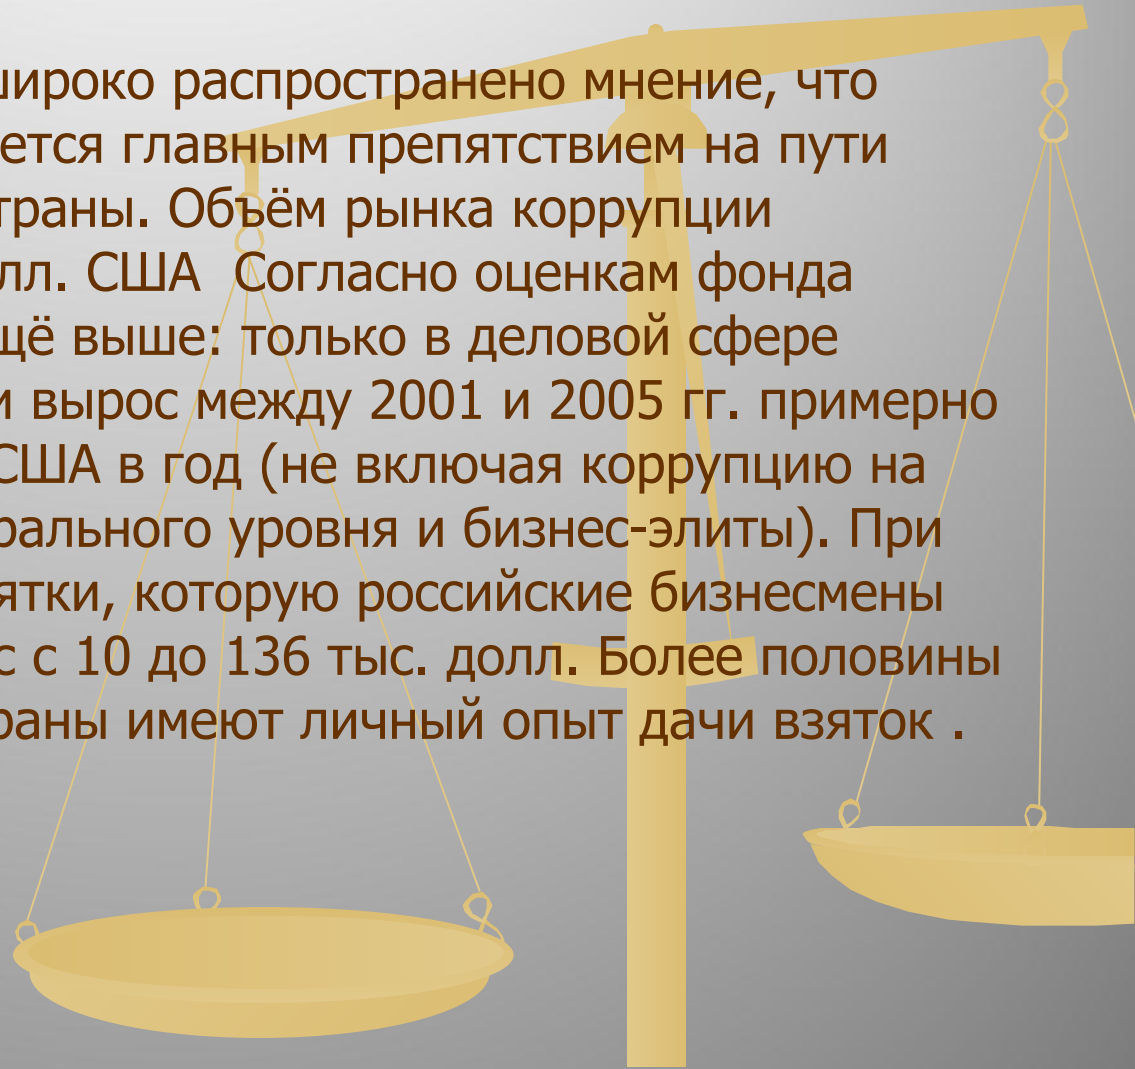 широко распространено мнение, что
ется главным препятствием на пути
траны. Объём рынка коррупции
лл. США Согласно оценкам фонда
щё выше: только в деловой сфере
и вырос между 2001 и 2005 гг. примерно
США в год (не включая коррупцию на
рального уровня и бизнес-элиты). При
ятки, которую российские бизнесмены
с с 10 до 136 тыс. долл. Более половины
раны имеют личный опыт дачи взяток .